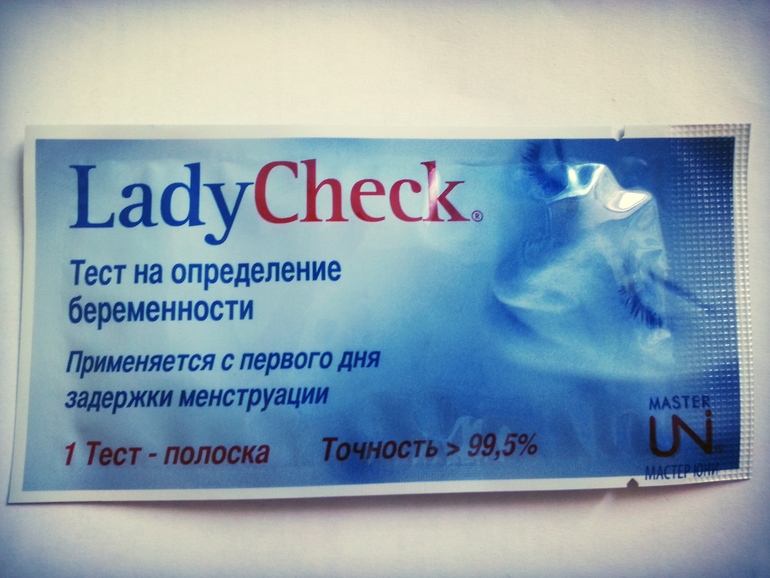 LadyCheck®
Тест на определение
беременности
Применяется с первого дня
задержки менструации
1 Тест - полоска Точность > 99,5%
MASTER
UNi
МАСТЕР ЮНИ